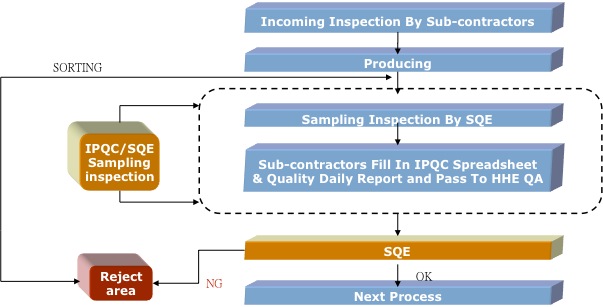 Incoming Inspection By Sub-contractors
SORTING
Producing
Sampling Inspection By SQE
IPQC/SQE
Sampling
inspection
Sub-contractors Fill In IPQC Spreadsheet
& Quality Daily Report and Pass To HHE QA
SQE
Reject
area
NG
OK
Next Process